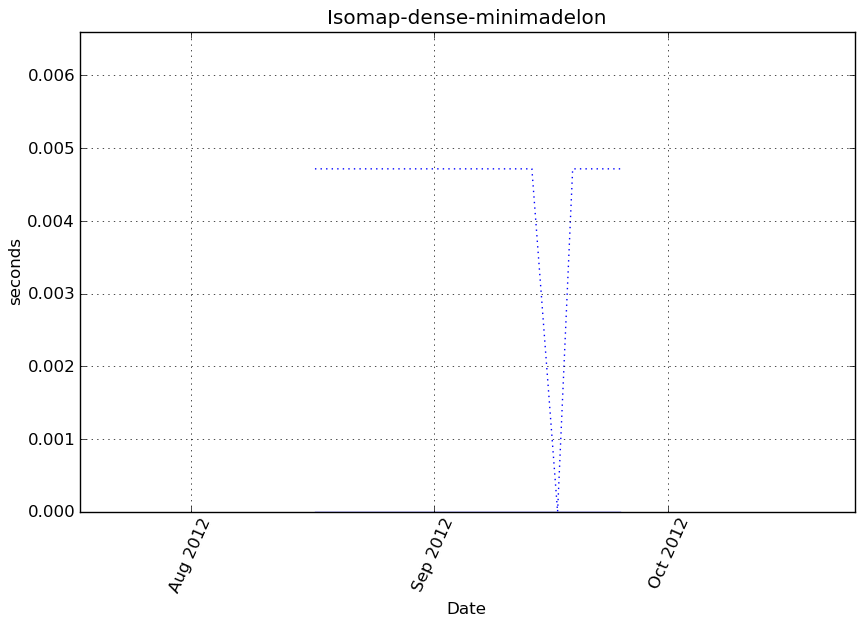 Isomap-dense-minimadelon
0.006
0.005
0.004
0.003
0.002
0.001
0.000
seconds
Aug 2012
Sep 2012
Oct 2012
Date